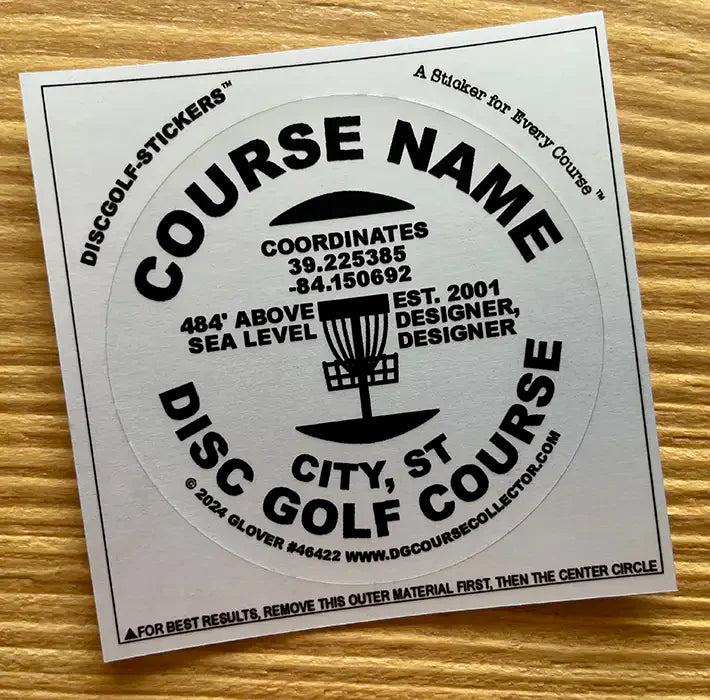 DISCGOLF-STICKERS™
A Sticker for Every Course ™
COURSE NAME
COORDINATES
39.225385
-84.150692
484' ABOVE
SEA LEVEL
EST. 2001
DESIGNER,
DESIGNER
CITY, ST
DISC GOLF COURSE
© 2024 GLOVER #46422 WWW.DGCOURSECOLLECTOR.COM
▲FOR BEST RESULTS, REMOVE THIS OUTER MATERIAL FIRST, THEN THE CENTER CIRCLE